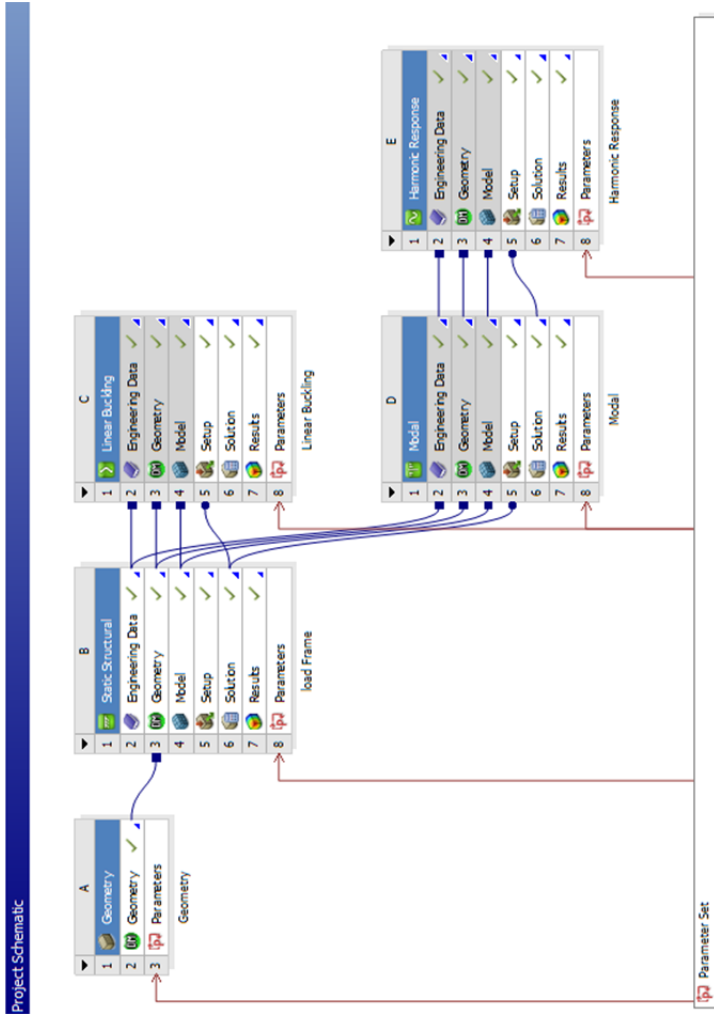 Project Schematic
A
1 Geometry
2 Geometry
3 Parameters
Geometry
B
1 Static Structural
2 Engineering Data
3 Geometry
4 Model
5 Setup
6 Solution
7 Results
8 Parameters
load Frame
C
1 Linear Buckling
2 Engineering Data
3 Geometry
4 Model
5 Setup
6 Solution
7 Results
8 Parameters
Linear Buckling
D
1 Modal
2 Engineering Data
3 Geometry
4 Model
5 Setup
6 Solution
7 Results
8 Parameters
Modal
E
1 Harmonic Response
2 Engineering Data
3 Geometry
4 Model
5 Setup
6 Solution
7 Results
8 Parameters
Harmonic Response
Parameter Set